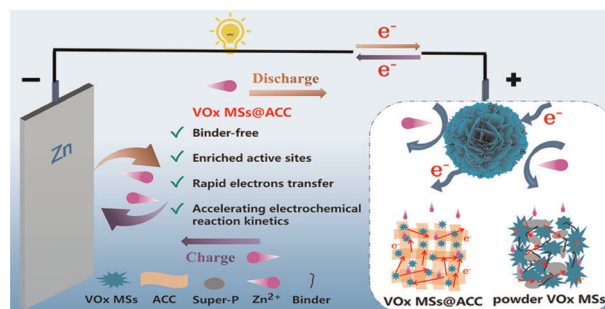 e⁻
e⁻
−
+
Discharge
VOx MSs@ACC
Zn
✓ Binder-free
✓ Enriched active sites
✓ Rapid electrons transfer
✓ Accelerating electrochemical
reaction kinetics
Charge
VOx MSs ACC Super-P Zn²⁺ Binder
e⁻
e⁻
e⁻
e⁻
VOx MSs@ACC powder VOx MSs